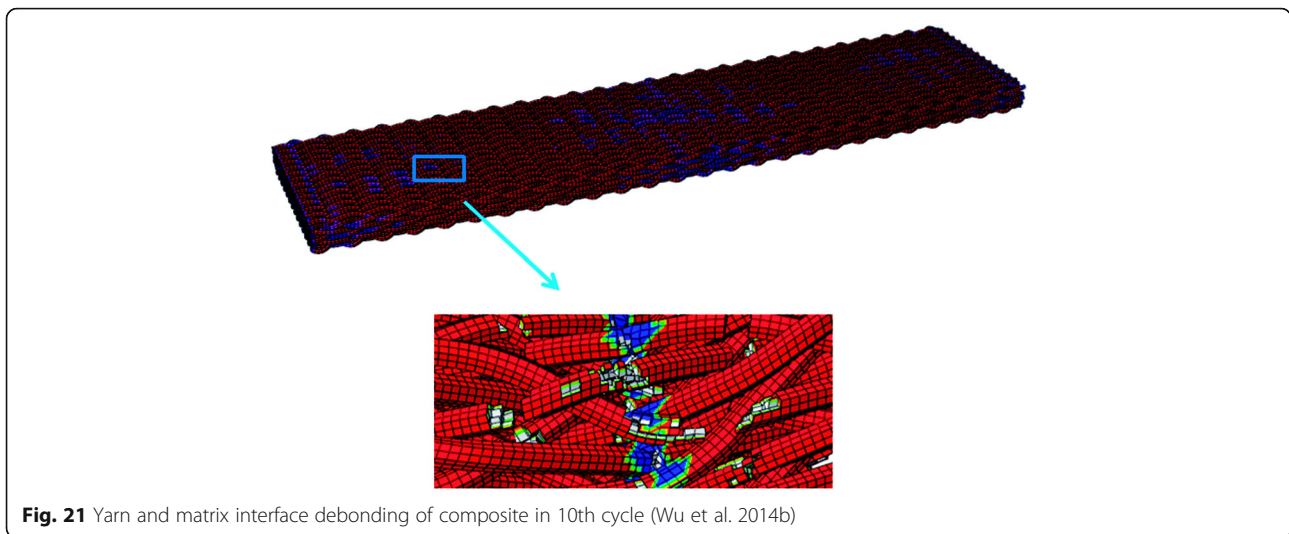 Fig. 21 Yarn and matrix interface debonding of composite in 10th cycle (Wu et al. 2014b)